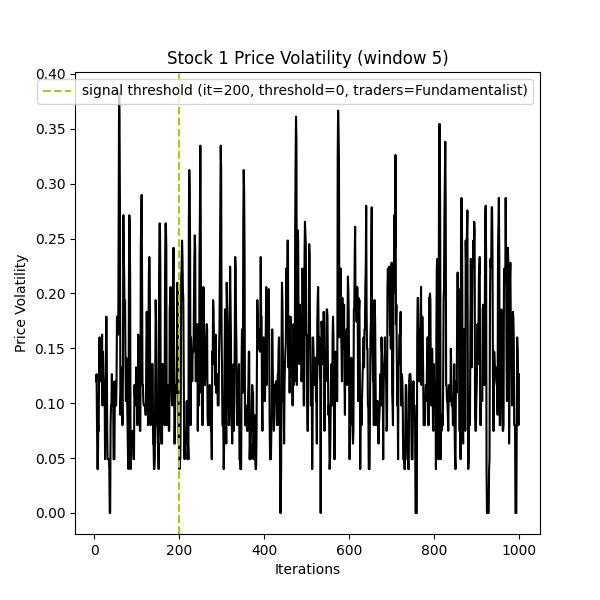 Stock 1 Price Volatility (window 5)
signal threshold (it=200, threshold=0, traders=Fundamentalist)
Price Volatility
0.40
0.35
0.30
0.25
0.20
0.15
0.10
0.05
0.00
0 200 400 600 800 1000
Iterations